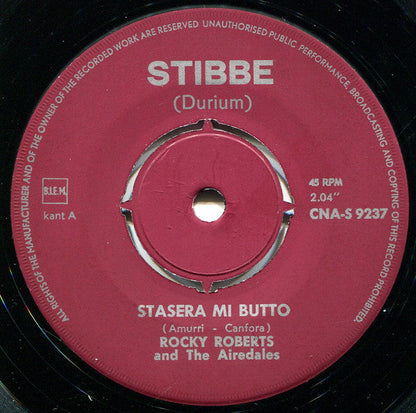 ALL RIGHTS OF THE MANUFACTURER AND OF THE OWNER OF THE RECORDED WORK ARE RESERVED UNAUTHORISED PUBLIC PERFORMANCE, BROADCASTING AND COPYING OF THIS RECORD PROHIBITED.
STIBBE
(Durium)
B.I.E.M.
kant A
45 RPM
2.04"
CNA-S 9237
STASERA MI BUTTO
(Amurri - Canfora)
ROCKY ROBERTS
and The Airedales